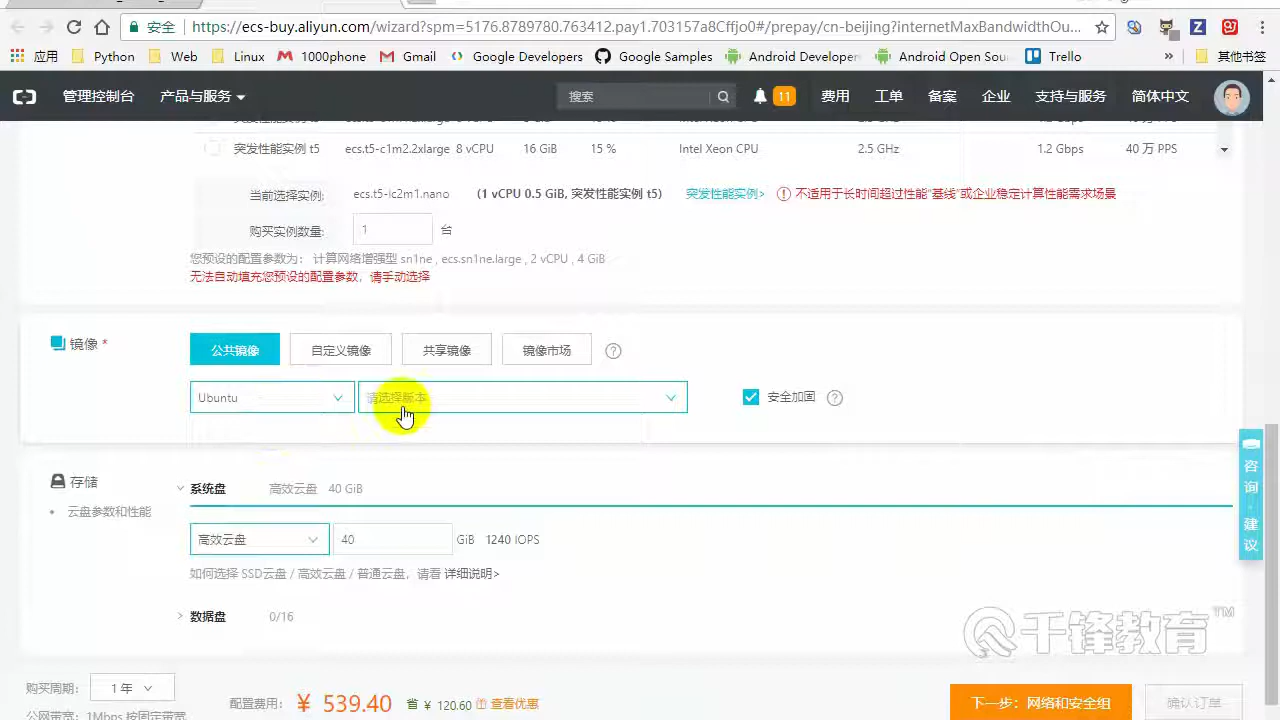 安全 https://ecs-buy.aliyun.com/wizard?spm=5176.8789780.763412.pay1.703157a8Cffjo0#/prepay/cn-beijing?internetMaxBandwidthOu...
应用 Python Web Linux 1000phone Gmail Google Developers Google Samples Android Developer Android Open Sou Trello » 其他书签
管理控制台 产品与服务 搜索 11 费用 工单 备案 企业 支持与服务 简体中文
突发性能实例 t5 ecs.t5-c1m2.2xlarge 8 vCPU 16 GiB 15 % Intel Xeon CPU 2.5 GHz 1.2 Gbps 40 万 PPS
当前选择实例: ecs.t5-lc2m1.nano (1 vCPU 0.5 GiB, 突发性能实例 t5) 突发性能实例> 不适用于长时间超过性能"基线"或企业稳定计算性能需求场景
购买实例数量: 1 台
您预设的配置参数为： 计算网络增强型 sn1ne , ecs.sn1ne.large , 2 vCPU , 4 GiB
无法自动填充您预设的配置参数，请手动选择
镜像 * 公共镜像 自定义镜像 共享镜像 镜像市场 ?
Ubuntu 请选择版本 安全加固 ?
存储 系统盘 高效云盘 40 GiB
• 云盘参数和性能
高效云盘 40 GiB 1240 IOPS
如何选择 SSD云盘 / 高效云盘 / 普通云盘，请看 详细说明>
数据盘 0/16
咨询·建议
千锋教育 TM
购买周期: 1 年 配置费用: ¥ 539.40 省 ¥ 120.60 查看优惠 下一步：网络和安全组 确认订单
公网带宽: 1Mbps 按固定带宽